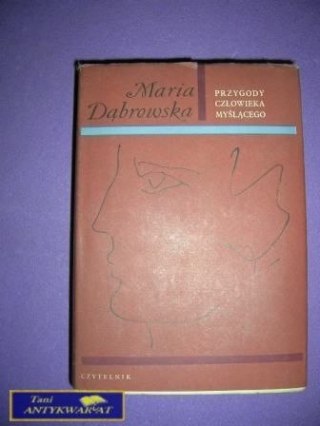 Maria
Dąbrowska
PRZYGODY
CZŁOWIEKA
MYŚLĄCEGO
CZYTELNIK
Tani
ANTYKWARIAT